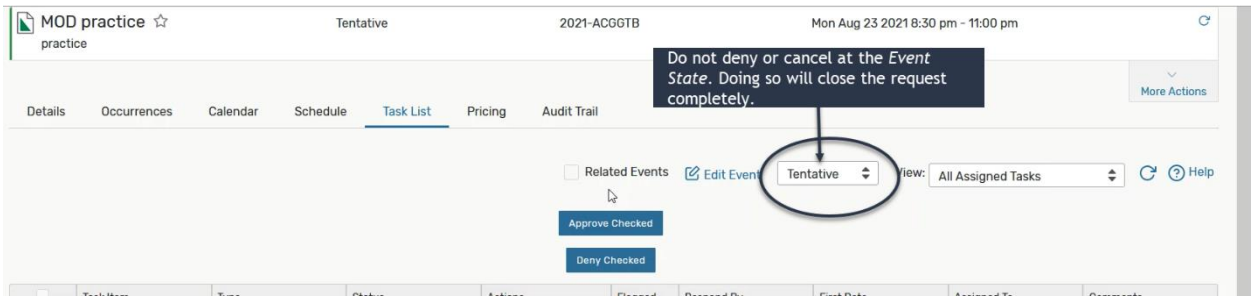 MOD practice Tentative 2021-ACGGTB Mon Aug 23 2021 8:30 pm - 11:00 pm
practice
Do not deny or cancel at the Event
State. Doing so will close the request
completely.
More Actions
Details Occurrences Calendar Schedule Task List Pricing Audit Trail
Related Events Edit Event Tentative View: All Assigned Tasks Help
Approve Checked
Deny Checked
Task Item Type Status Actions Flagged Respond By First Date Assigned To Comments